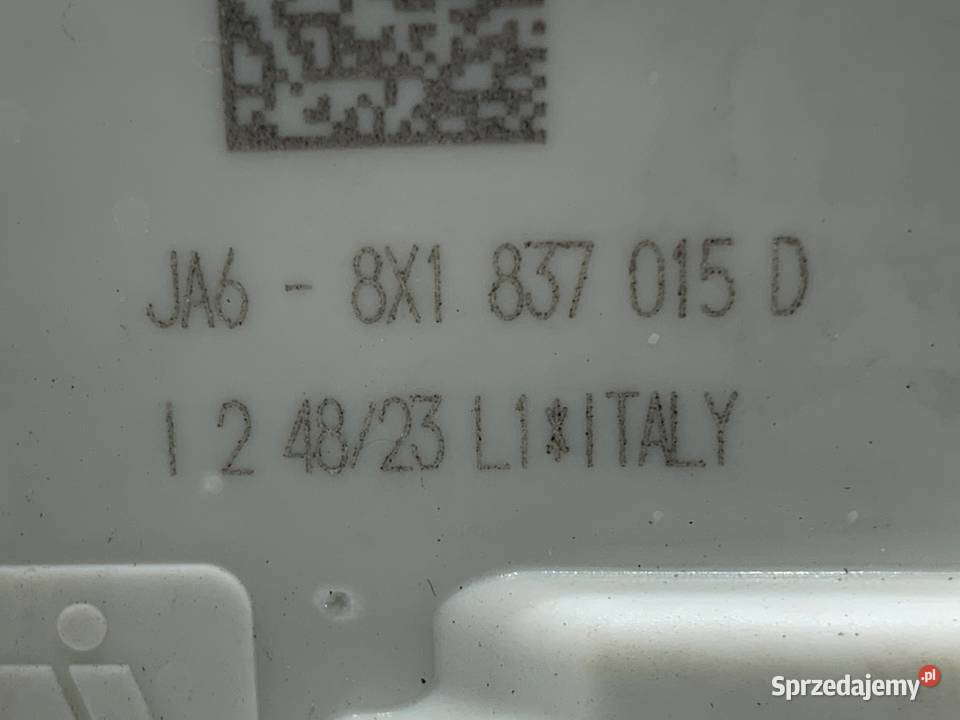 JA6 - 8X1 837 015 D
I 2 48/23 L1*ITALY
Sprzedajemy.pl